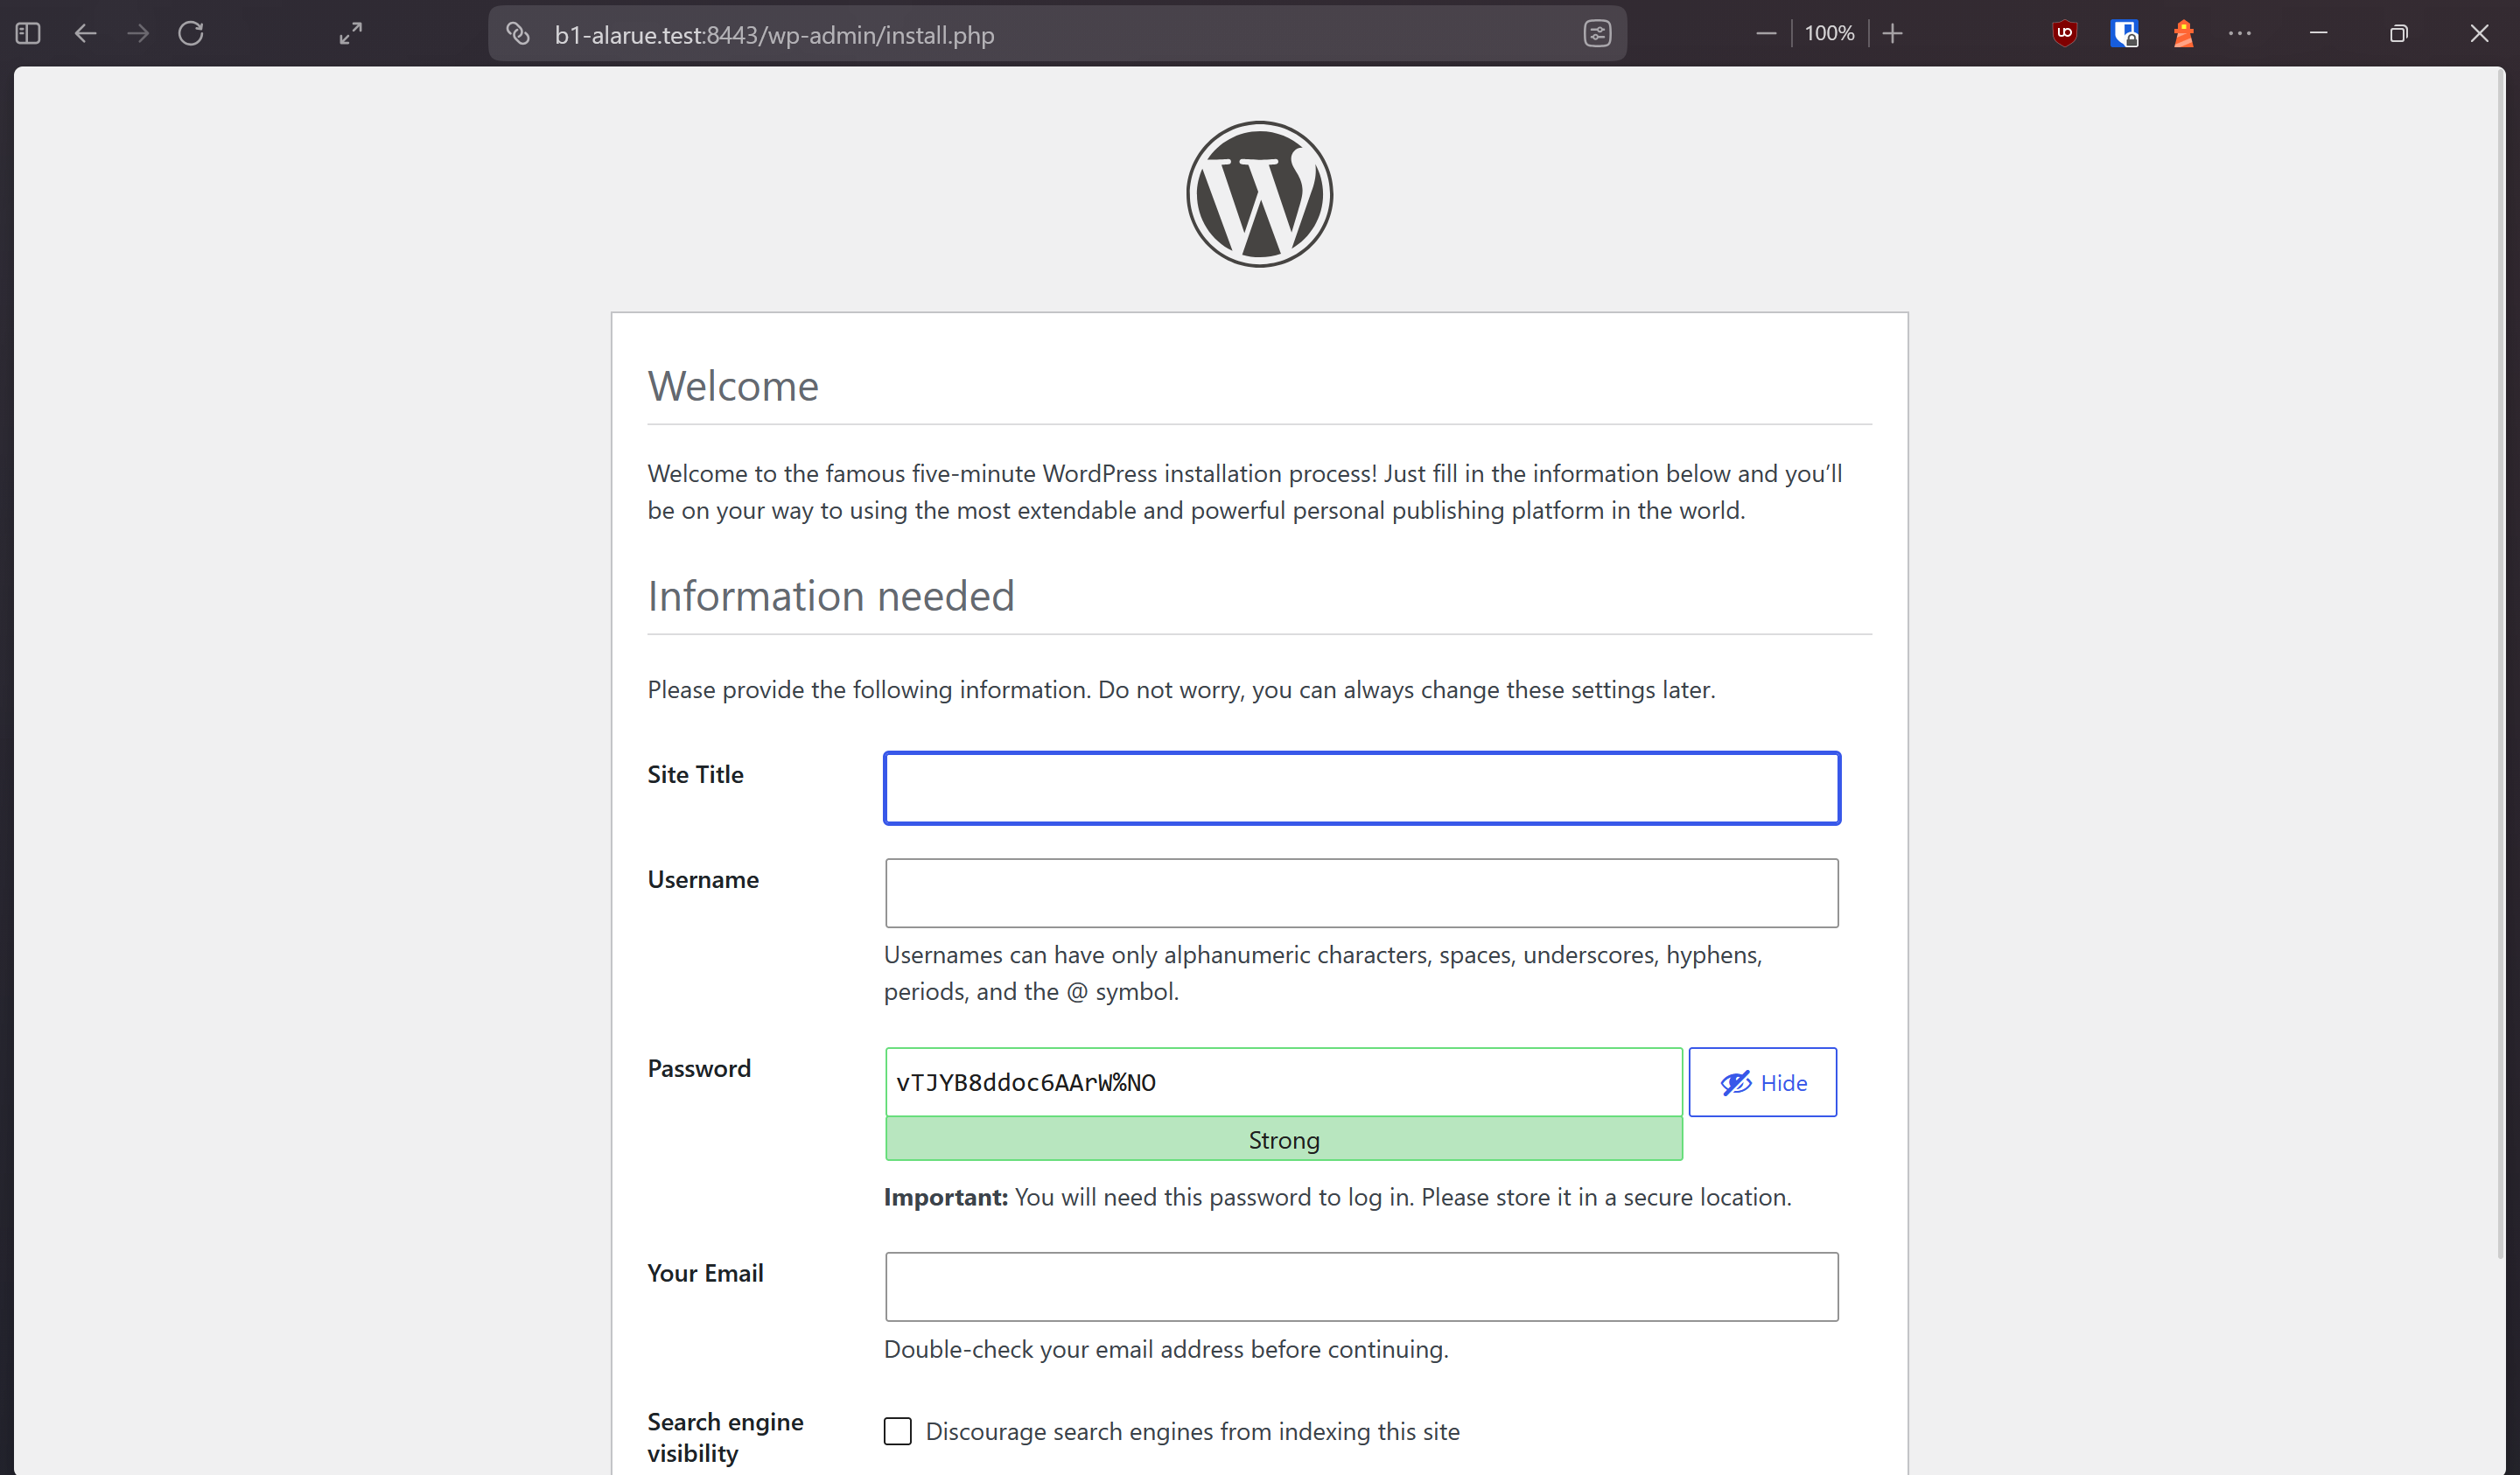 b1-alarue.test:8443/wp-admin/install.php
100%
Welcome
Welcome to the famous five-minute WordPress installation process! Just fill in the information below and you’ll
be on your way to using the most extendable and powerful personal publishing platform in the world.
Information needed
Please provide the following information. Do not worry, you can always change these settings later.
Site Title
Username
Usernames can have only alphanumeric characters, spaces, underscores, hyphens,
periods, and the @ symbol.
Password
vTJYB8ddoc6AArW%NO
Hide
Strong
Important: You will need this password to log in. Please store it in a secure location.
Your Email
Double-check your email address before continuing.
Search engine
visibility
Discourage search engines from indexing this site